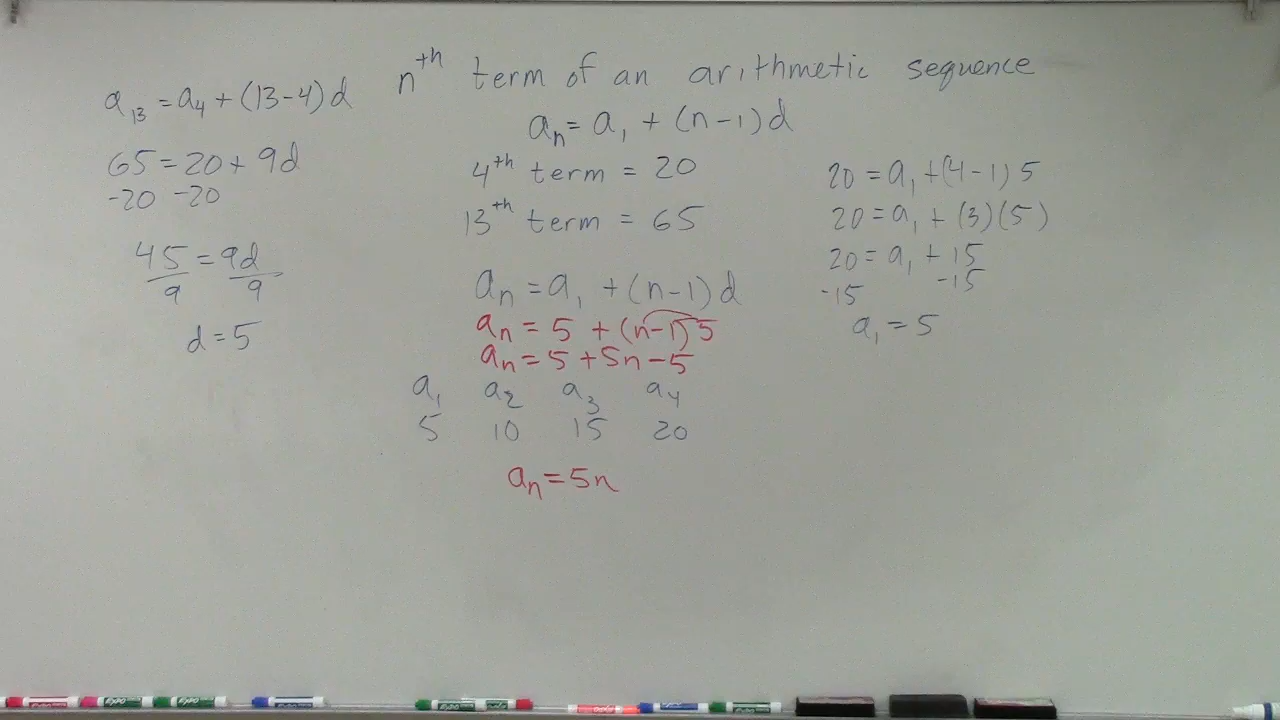 nᵗʰ term of an arithmetic sequence
aₙ = a₁ + (n-1)d
4ᵗʰ term = 20
13ᵗʰ term = 65
a₁₃ = a₄ + (13-4)d
65 = 20 + 9d
-20 -20
45/9 = 9d/9
d = 5
20 = a₁ + (4-1)5
20 = a₁ + (3)(5)
20 = a₁ + 15
-15 -15
a₁ = 5
aₙ = a₁ + (n-1)d
aₙ = 5 + (n-1)5
aₙ = 5 + 5n - 5
a₁ a₂ a₃ a₄
5 10 15 20
aₙ = 5n